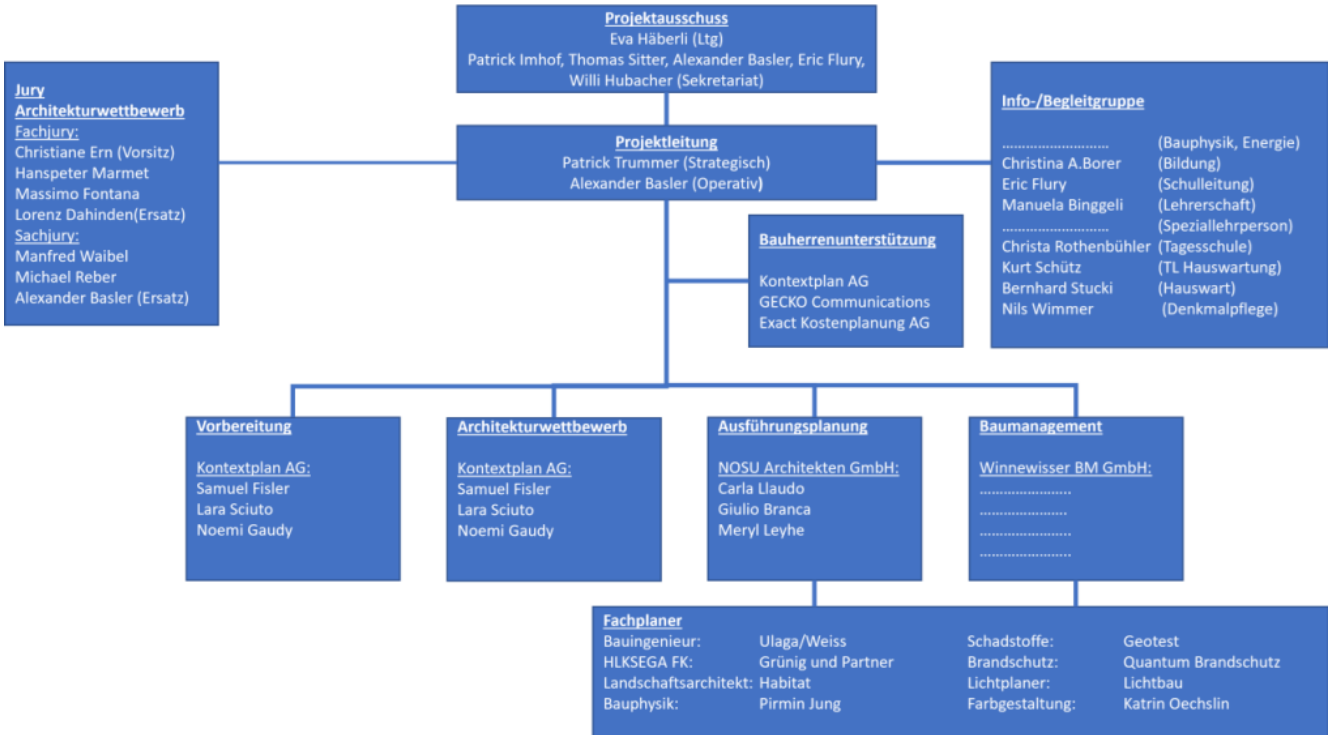 Projektausschuss
Eva Häberli (Ltg)
Patrick Imhof, Thomas Sitter, Alexander Basler, Eric Flury,
Willi Hubacher (Sekretariat)
Jury
Architekturwettbewerb
Fachjury:
Christiane Ern (Vorsitz)
Hanspeter Marmet
Massimo Fontana
Lorenz Dahinden(Ersatz)
Sachjury:
Manfred Waibel
Michael Reber
Alexander Basler (Ersatz)
Projektleitung
Patrick Trummer (Strategisch)
Alexander Basler (Operativ)
Info-/Begleitgruppe
........................... (Bauphysik, Energie)
Christina A.Borer (Bildung)
Eric Flury (Schulleitung)
Manuela Binggeli (Lehrerschaft)
........................... (Speziallehrperson)
Christa Rothenbühler (Tagesschule)
Kurt Schütz (TL Hauswartung)
Bernhard Stucki (Hauswart)
Nils Wimmer (Denkmalpflege)
Bauherrenunterstützung
Kontextplan AG
GECKO Communications
Exact Kostenplanung AG
Vorbereitung
Kontextplan AG:
Samuel Fisler
Lara Sciuto
Noemi Gaudy
Architekturwettbewerb
Kontextplan AG:
Samuel Fisler
Lara Sciuto
Noemi Gaudy
Ausführungsplanung
NOSU Architekten GmbH:
Carla Llaudo
Giulio Branca
Meryl Leyhe
Baumanagement
Winnewisser BM GmbH:
.......................
......................
.......................
.......................
Fachplaner
Bauingenieur: Ulaga/Weiss Schadstoffe: Geotest
HLKSEGA FK: Grünig und Partner Brandschutz: Quantum Brandschutz
Landschaftsarchitekt: Habitat Lichtplaner: Lichtbau
Bauphysik: Pirmin Jung Farbgestaltung: Katrin Oechslin